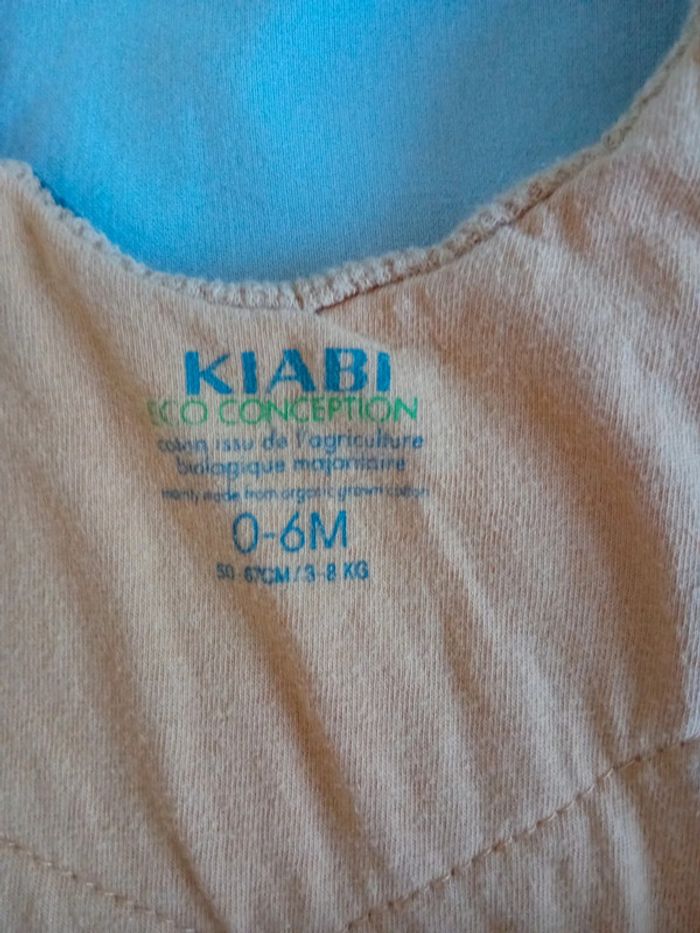 KIABI
ECO CONCEPTION
coton issu de l'agriculture
biologique majoritaire
mainly made from organic grown cotton
0-6M
50-67CM/3-8 KG